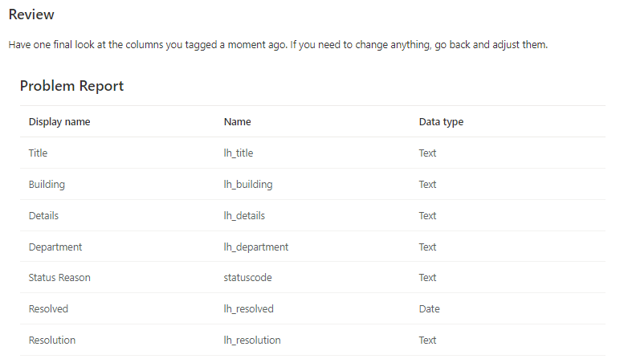 Review
Have one final look at the columns you tagged a moment ago. If you need to change anything, go back and adjust them.
Problem Report
Display name Name Data type
Title lh_title Text
Building lh_building Text
Details lh_details Text
Department lh_department Text
Status Reason statuscode Text
Resolved lh_resolved Date
Resolution lh_resolution Text